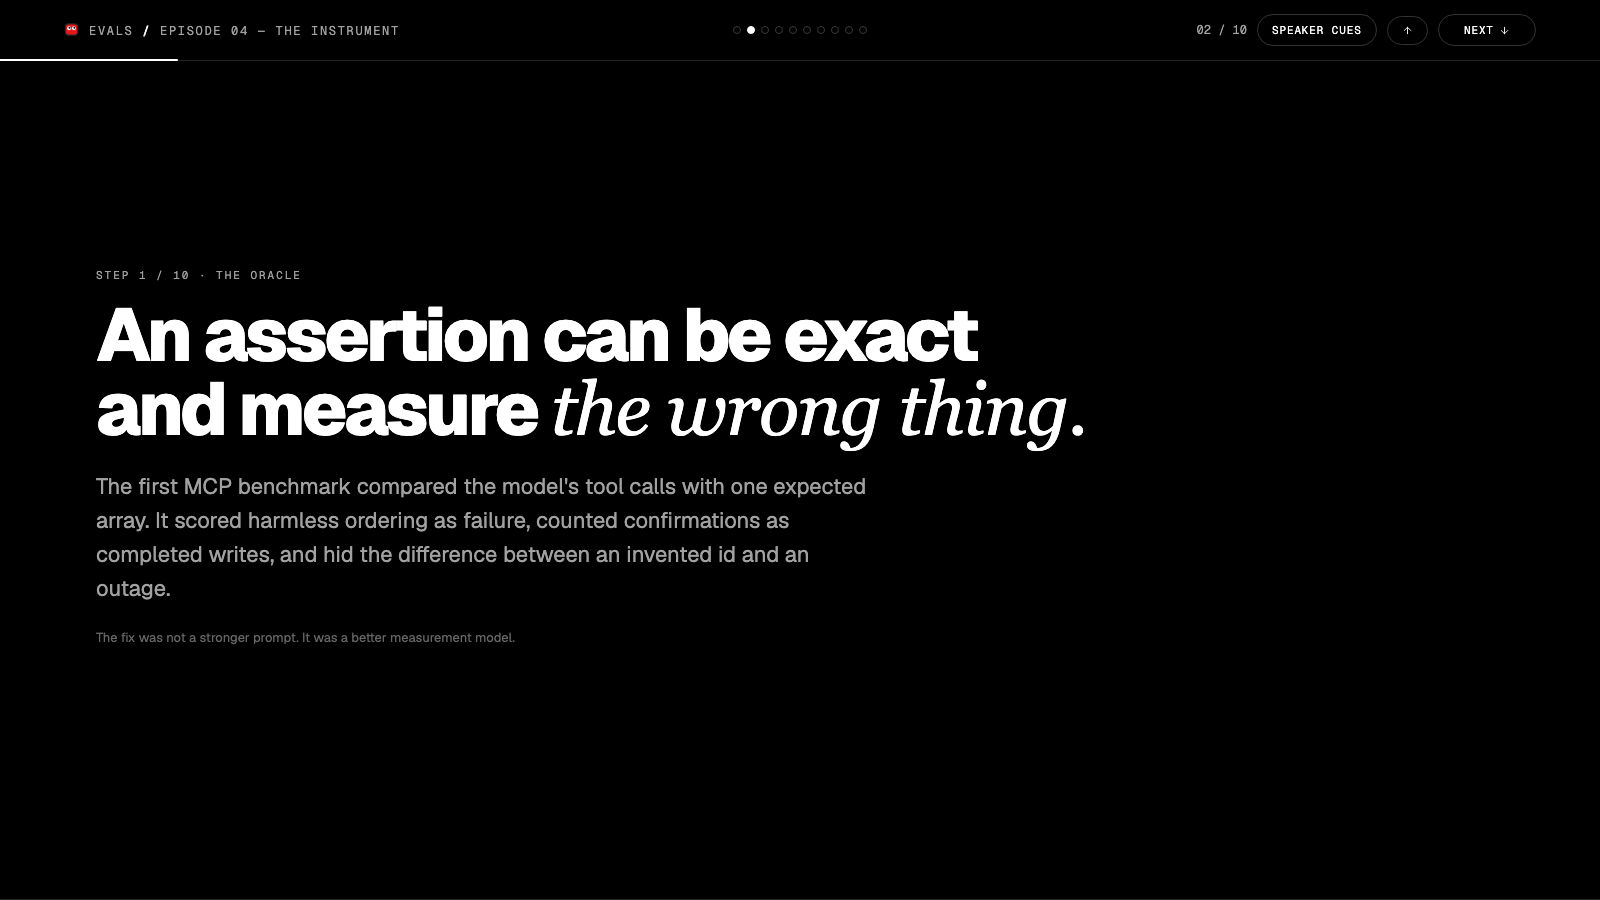 EVALS / EPISODE 04 — THE INSTRUMENT
02 / 10
SPEAKER CUES
↑
NEXT ↓
STEP 1 / 10 · THE ORACLE
An assertion can be exact
and measure the wrong thing.
The first MCP benchmark compared the model's tool calls with one expected
array. It scored harmless ordering as failure, counted confirmations as
completed writes, and hid the difference between an invented id and an
outage.
The fix was not a stronger prompt. It was a better measurement model.